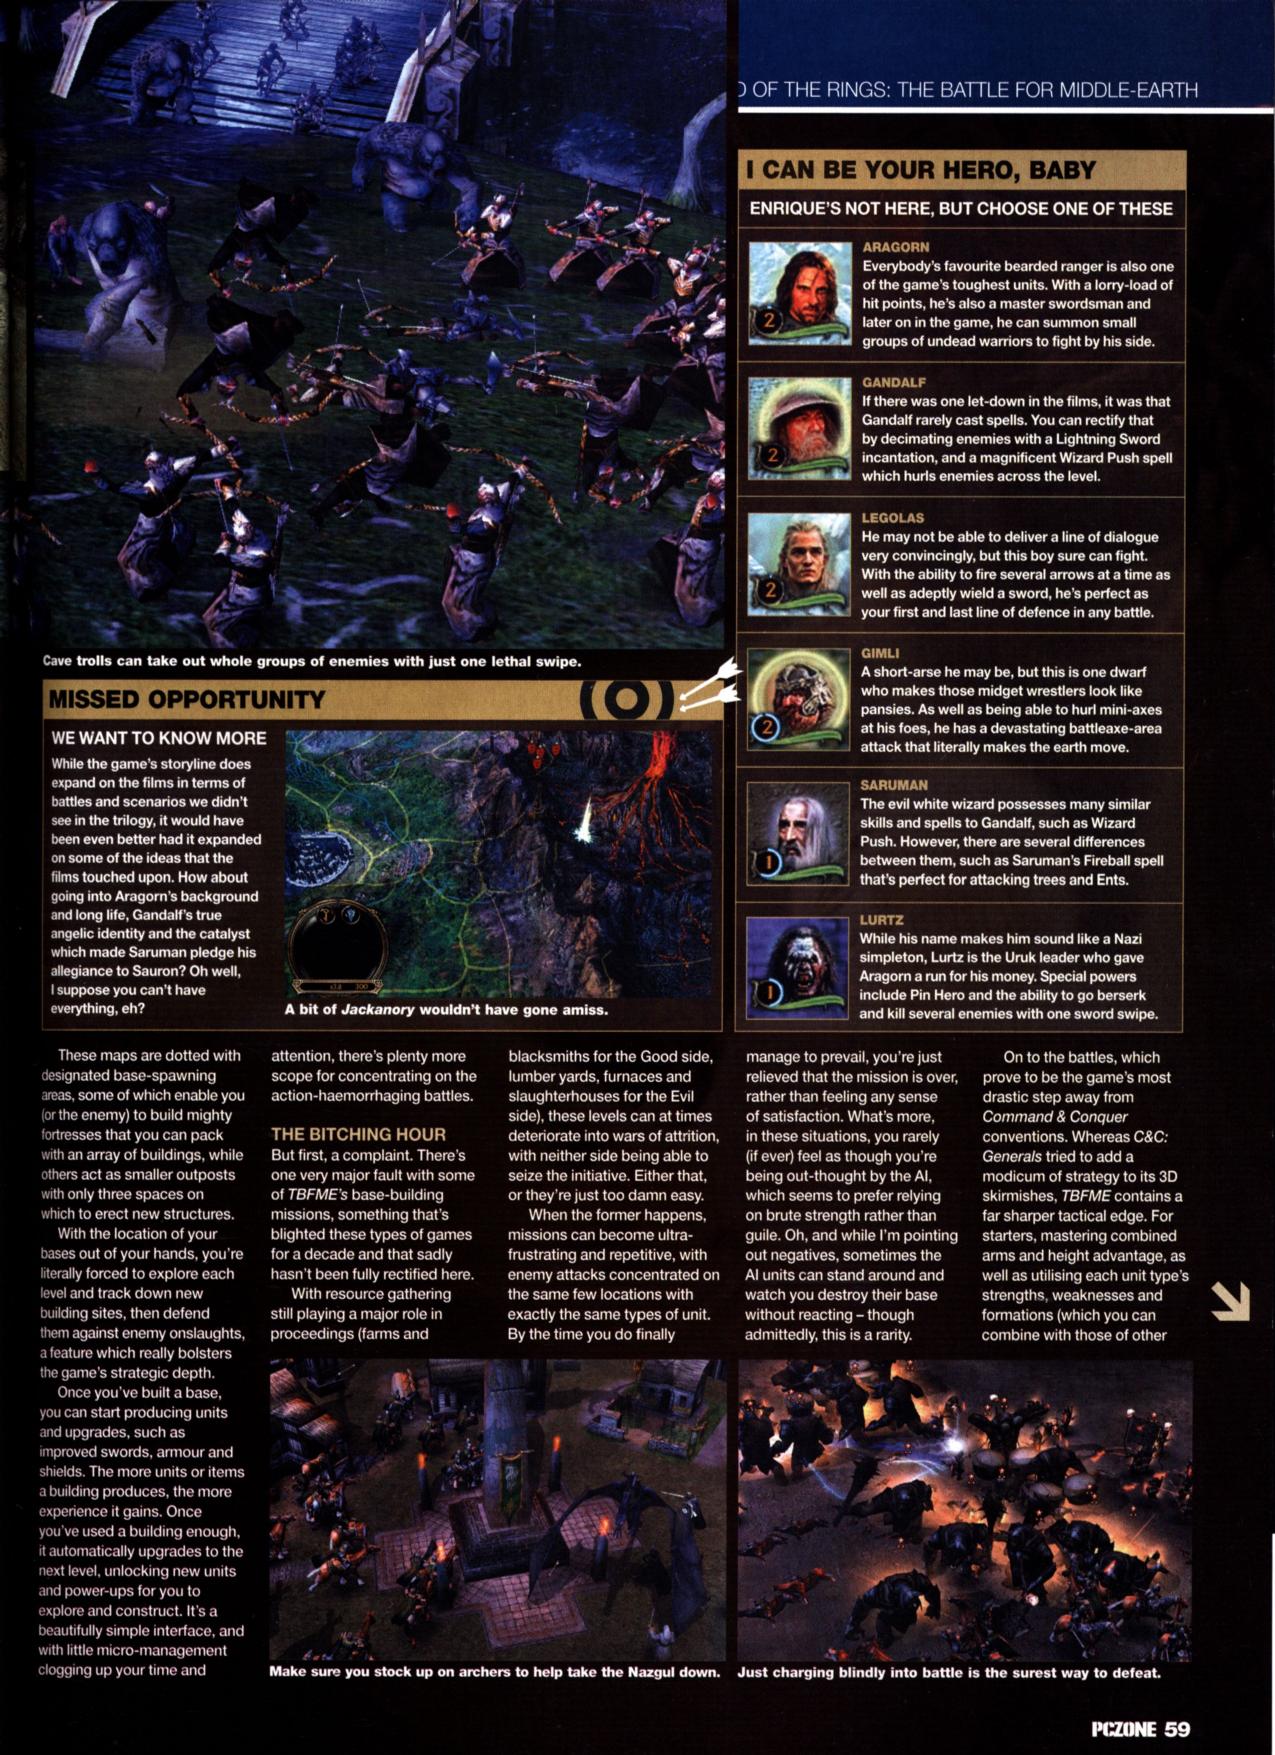 D OF THE RINGS: THE BATTLE FOR MIDDLE-EARTH
Cave trolls can take out whole groups of enemies with just one lethal swipe.
I CAN BE YOUR HERO, BABY
ENRIQUE'S NOT HERE, BUT CHOOSE ONE OF THESE
2
ARAGORN
Everybody's favourite bearded ranger is also one
of the game's toughest units. With a lorry-load of
hit points, he's also a master swordsman and
later on in the game, he can summon small
groups of undead warriors to fight by his side.
2
GANDALF
If there was one let-down in the films, it was that
Gandalf rarely cast spells. You can rectify that
by decimating enemies with a Lightning Sword
incantation, and a magnificent Wizard Push spell
which hurls enemies across the level.
2
LEGOLAS
He may not be able to deliver a line of dialogue
very convincingly, but this boy sure can fight.
With the ability to fire several arrows at a time as
well as adeptly wield a sword, he's perfect as
your first and last line of defence in any battle.
2
GIMLI
A short-arse he may be, but this is one dwarf
who makes those midget wrestlers look like
pansies. As well as being able to hurl mini-axes
at his foes, he has a devastating battleaxe-area
attack that literally makes the earth move.
1
SARUMAN
The evil white wizard possesses many similar
skills and spells to Gandalf, such as Wizard
Push. However, there are several differences
between them, such as Saruman's Fireball spell
that's perfect for attacking trees and Ents.
1
LURTZ
While his name makes him sound like a Nazi
simpleton, Lurtz is the Uruk leader who gave
Aragorn a run for his money. Special powers
include Pin Hero and the ability to go berserk
and kill several enemies with one sword swipe.
MISSED OPPORTUNITY
WE WANT TO KNOW MORE
While the game's storyline does
expand on the films in terms of
battles and scenarios we didn't
see in the trilogy, it would have
been even better had it expanded
on some of the ideas that the
films touched upon. How about
going into Aragorn's background
and long life, Gandalf's true
angelic identity and the catalyst
which made Saruman pledge his
allegiance to Sauron? Oh well,
I suppose you can't have
everything, eh?
A bit of Jackanory wouldn't have gone amiss.
These maps are dotted with
designated base-spawning
areas, some of which enable you
(or the enemy) to build mighty
fortresses that you can pack
with an array of buildings, while
others act as smaller outposts
with only three spaces on
which to erect new structures.
With the location of your
bases out of your hands, you're
literally forced to explore each
level and track down new
building sites, then defend
them against enemy onslaughts,
a feature which really bolsters
the game's strategic depth.
Once you've built a base,
you can start producing units
and upgrades, such as
improved swords, armour and
shields. The more units or items
a building produces, the more
experience it gains. Once
you've used a building enough,
it automatically upgrades to the
next level, unlocking new units
and power-ups for you to
explore and construct. It's a
beautifully simple interface, and
with little micro-management
clogging up your time and
attention, there's plenty more
scope for concentrating on the
action-haemorrhaging battles.
THE BITCHING HOUR
But first, a complaint. There's
one very major fault with some
of TBFME's base-building
missions, something that's
blighted these types of games
for a decade and that sadly
hasn't been fully rectified here.
With resource gathering
still playing a major role in
proceedings (farms and
blacksmiths for the Good side,
lumber yards, furnaces and
slaughterhouses for the Evil
side), these levels can at times
deteriorate into wars of attrition,
with neither side being able to
seize the initiative. Either that,
or they're just too damn easy.
When the former happens,
missions can become ultra-
frustrating and repetitive, with
enemy attacks concentrated on
the same few locations with
exactly the same types of unit.
By the time you do finally
manage to prevail, you're just
relieved that the mission is over,
rather than feeling any sense
of satisfaction. What's more,
in these situations, you rarely
(if ever) feel as though you're
being out-thought by the AI,
which seems to prefer relying
on brute strength rather than
guile. Oh, and while I'm pointing
out negatives, sometimes the
AI units can stand around and
watch you destroy their base
without reacting – though
admittedly, this is a rarity.
On to the battles, which
prove to be the game's most
drastic step away from
Command & Conquer
conventions. Whereas C&C:
Generals tried to add a
modicum of strategy to its 3D
skirmishes, TBFME contains a
far sharper tactical edge. For
starters, mastering combined
arms and height advantage, as
well as utilising each unit type's
strengths, weaknesses and
formations (which you can
combine with those of other
Make sure you stock up on archers to help take the Nazgul down.
Just charging blindly into battle is the surest way to defeat.
PCZONE 59